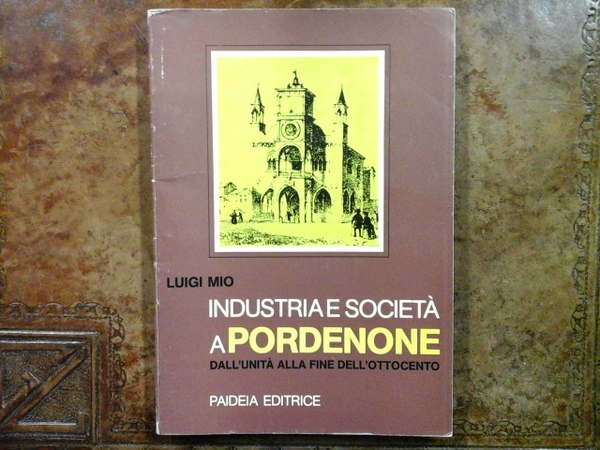 LUIGI MIO
INDUSTRIA E SOCIETÀ
A PORDENONE
DALL'UNITÀ ALLA FINE DELL'OTTOCENTO
PAIDEIA EDITRICE